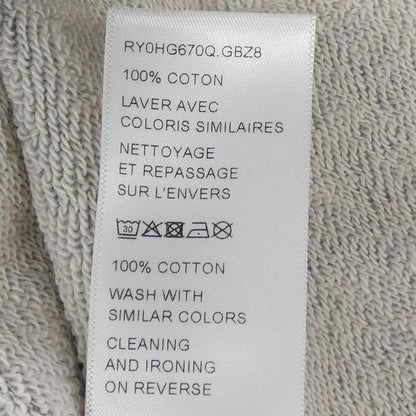 RY0HG670Q.GBZ8
100% COTON
LAVER AVEC
COLORIS SIMILAIRES
NETTOYAGE
ET REPASSAGE
SUR L'ENVERS
30
100% COTTON
WASH WITH
SIMILAR COLORS
CLEANING
AND IRONING
ON REVERSE